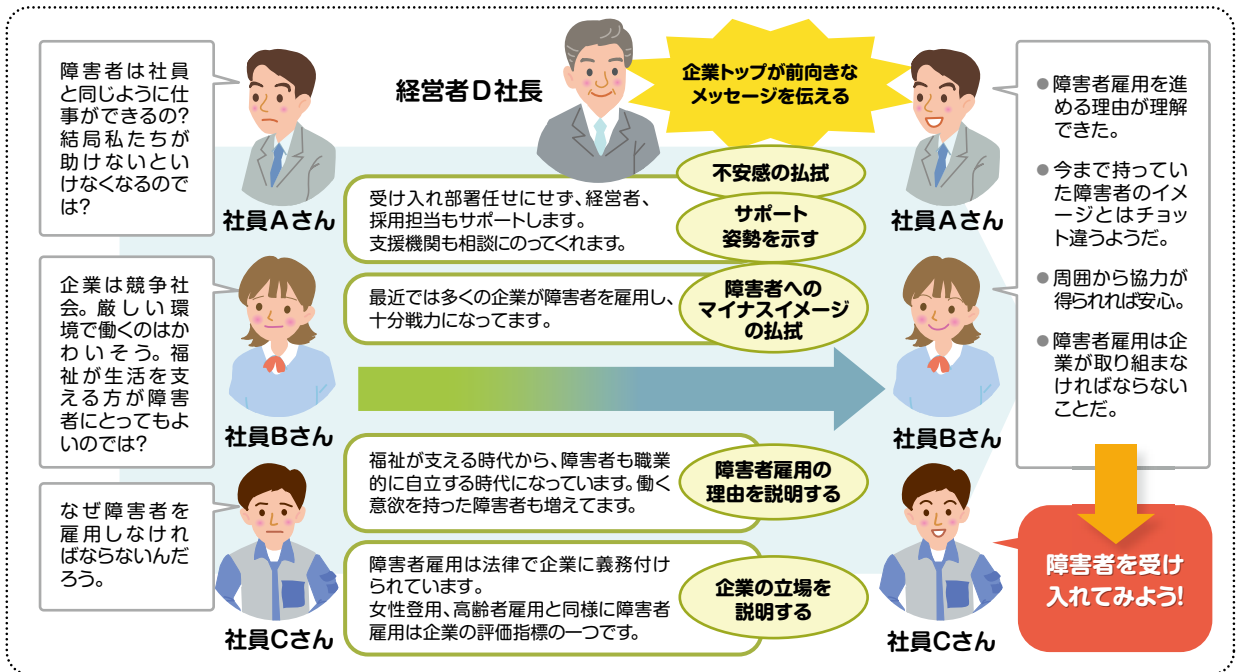 障害者は社員
と同じように仕
事ができるの?
結局私たちが
助けないとい
けなくなるので
は?
社員Aさん
企業は競争社
会。厳しい環
境で働くのはか
わいそう。福
祉が生活を支
える方が障害
者にとってもよ
いのでは?
社員Bさん
なぜ障害者を
雇用しなけれ
ばならないんだ
ろう。
社員Cさん
経営者D社長
企業トップが前向きな
メッセージを伝える
不安感の払拭
受け入れ部署任せにせず、経営者、
採用担当もサポートします。
支援機関も相談にのってくれます。
サポート
姿勢を示す
最近では多くの企業が障害者を雇用し、
十分戦力になってます。
障害者への
マイナスイメージ
の払拭
福祉が支える時代から、障害者も職業
的に自立する時代になっています。働く
意欲を持った障害者も増えてます。
障害者雇用の
理由を説明する
障害者雇用は法律で企業に義務付け
られています。
女性登用、高齢者雇用と同様に障害者
雇用は企業の評価指標の一つです。
企業の立場を
説明する
社員Aさん
社員Bさん
社員Cさん
●障害者雇用を進
める理由が理解
できた。
●今まで持ってい
た障害者のイメ
ージとはチョッ
ト違うようだ。
●周囲から協力が
得られれば安心。
●障害者雇用は企
業が取り組まな
ければならない
ことだ。
障害者を受け
入れてみよう!